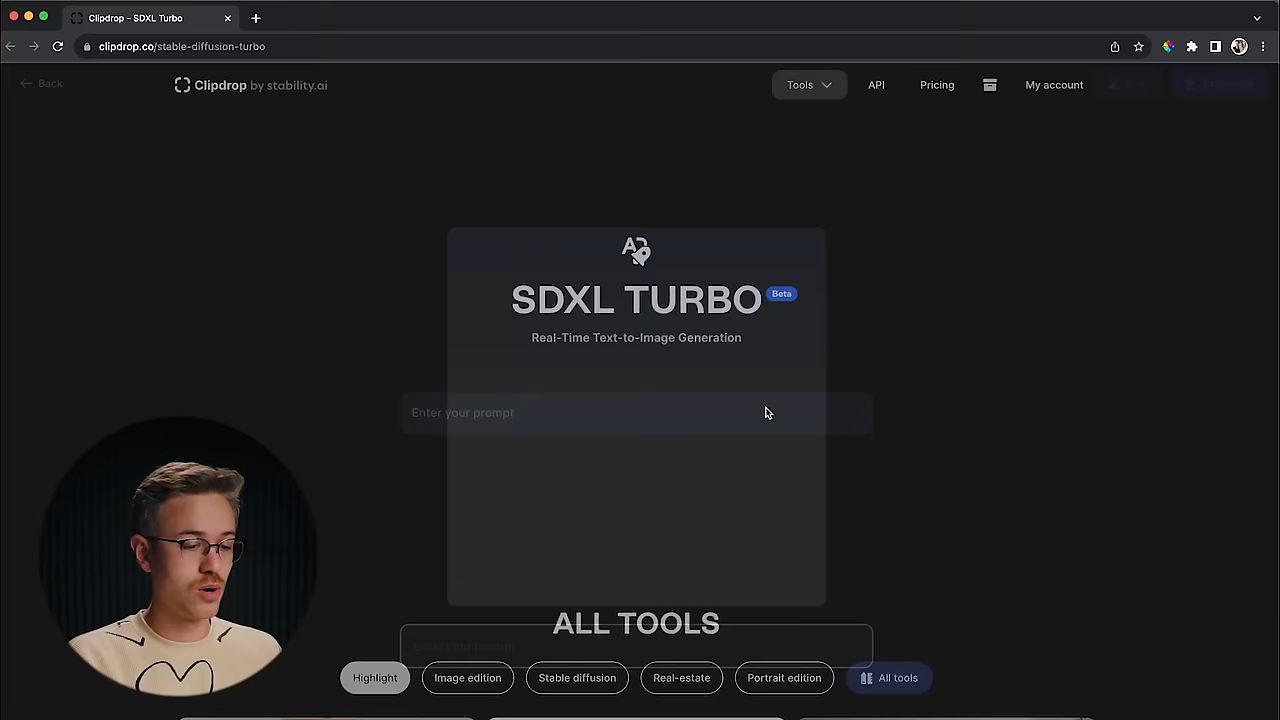 Clipdrop - SDXL Turbo
clipdrop.co/stable-diffusion-turbo
Back
Clipdrop by stability.ai
Tools
API
Pricing
My account
SDXL TURBO
Beta
Real-Time Text-to-Image Generation
Enter your prompt
ALL TOOLS
Highlight
Image edition
Stable diffusion
Real-estate
Portrait edition
All tools